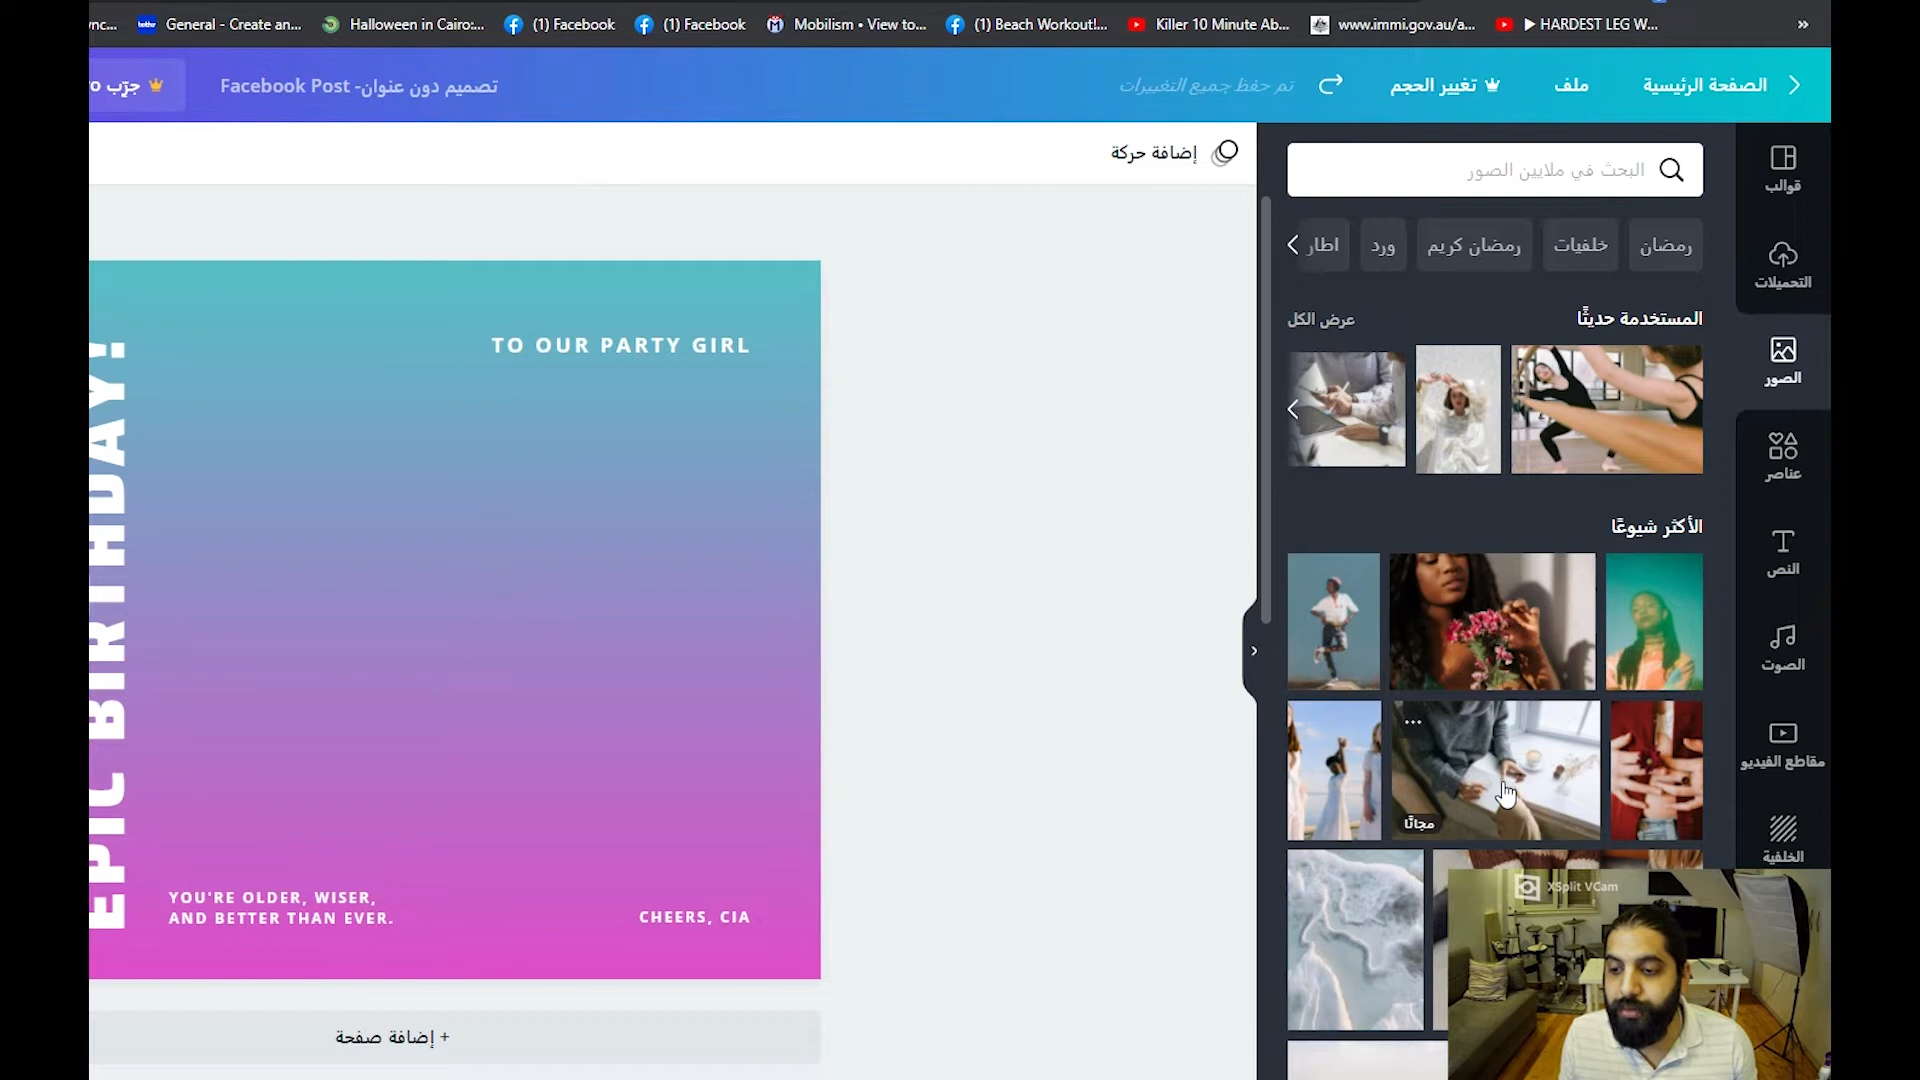 ync...
General - Create an...
Halloween in Cairo:...
(1) Facebook
(1) Facebook
Mobilism • View to...
(1) Beach Workout!...
Killer 10 Minute Ab...
www.immi.gov.au/a...
▶ HARDEST LEG W...
»
الصفحة الرئيسية
ملف
تغيير الحجم
تم حفظ جميع التغييرات
تصميم دون عنوان- Facebook Post
جرّب ro
إضافة حركة
البحث في ملايين الصور
رمضان
خلفيات
رمضان كريم
ورد
اطار
المستخدمة حديثًا
عرض الكل
الأكثر شيوعًا
مجانًا
قوالب
التحميلات
الصور
عناصر
النص
الصوت
مقاطع الفيديو
الخلفية
TO OUR PARTY GIRL
EPIC BIRTHDAY!
YOU'RE OLDER, WISER,
AND BETTER THAN EVER.
CHEERS, CIA
+ إضافة صفحة
XSplit VCam